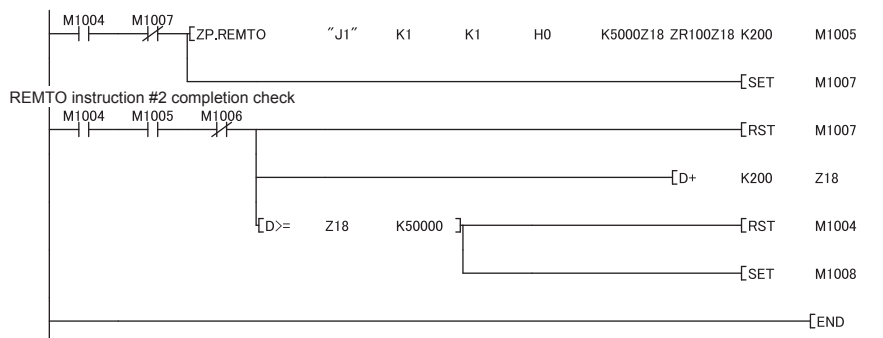 M1004 M1007
[ZP.REMTO "J1" K1 K1 H0 K5000Z18 ZR100Z18 K200 M1005
[SET M1007
REMTO instruction #2 completion check
M1004 M1005 M1006
[RST M1007
[D+ K200 Z18
[D>= Z18 K50000 ]
[RST M1004
[SET M1008
[END